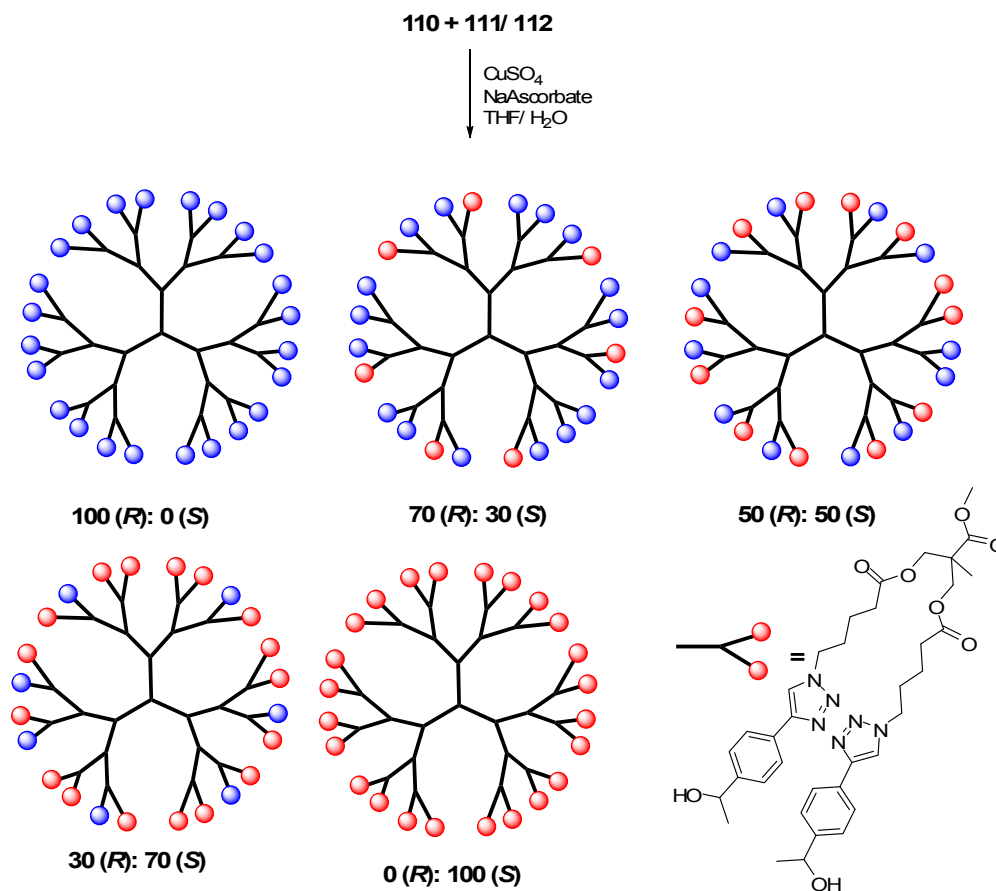 110 + 111/ 112
CuSO4
NaAscorbate
THF/ H2O
100 (R): 0 (S)
70 (R): 30 (S)
50 (R): 50 (S)
30 (R): 70 (S)
0 (R): 100 (S)
=
O
O
O
O
O
O
N
N
N
N
N
N
HO
OH